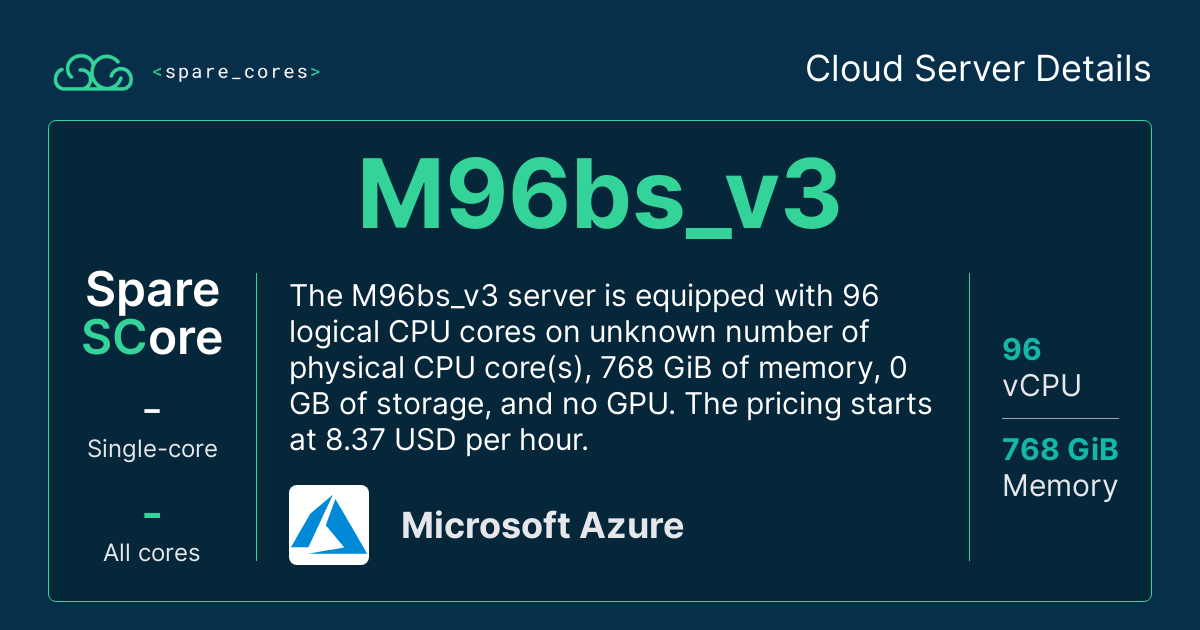 <spare_cores>
Cloud Server Details
M96bs_v3
Spare
SCore
–
Single-core
–
All cores
The M96bs_v3 server is equipped with 96
logical CPU cores on unknown number of
physical CPU core(s), 768 GiB of memory, 0
GB of storage, and no GPU. The pricing starts
at 8.37 USD per hour.
Microsoft Azure
96
vCPU
768 GiB
Memory